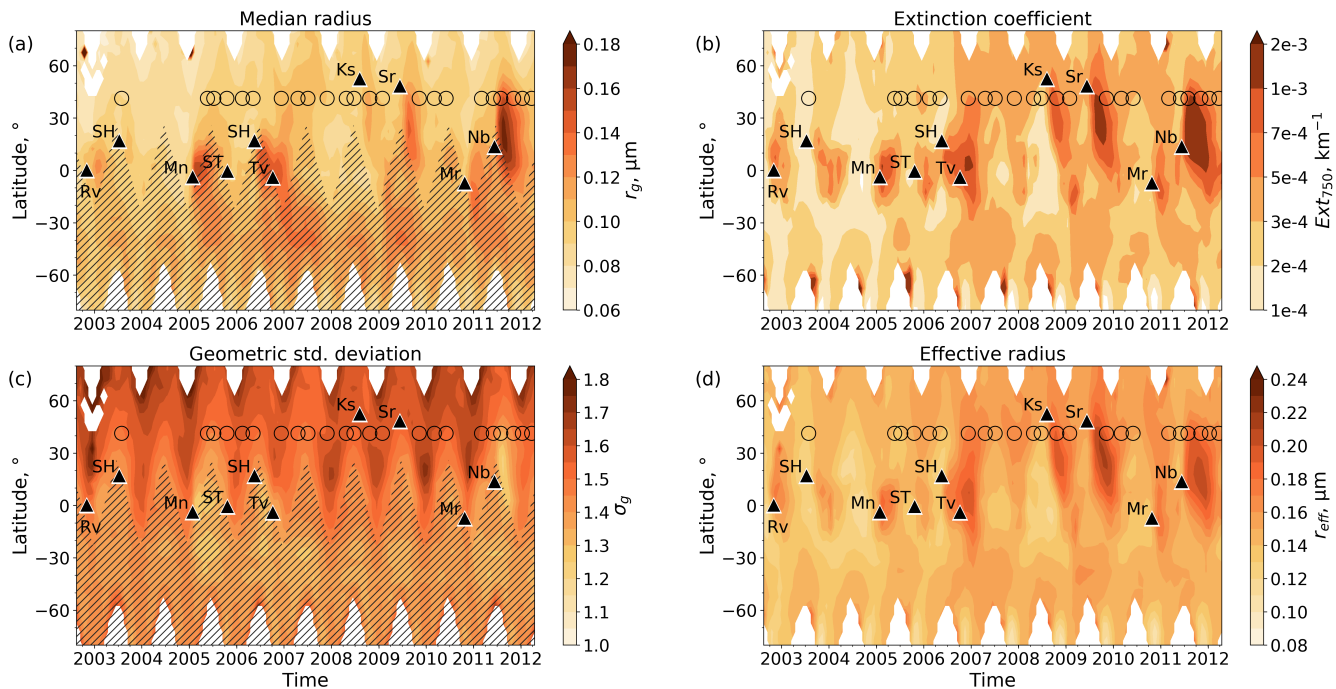 Median radius
(a)
Latitude, °
60
30
0
−30
−60
SH
Rv
Mn
ST
SH
Tv
Ks
Sr
Mr
Nb
2003 2004 2005 2006 2007 2008 2009 2010 2011 2012
0.18
0.16
0.14
0.12
0.10
0.08
0.06
r_g, µm
Extinction coefficient
(b)
Latitude, °
60
30
0
−30
−60
SH
Rv
Mn
ST
SH
Tv
Ks
Sr
Mr
Nb
2003 2004 2005 2006 2007 2008 2009 2010 2011 2012
2e-3
1e-3
7e-4
5e-4
3e-4
2e-4
1e-4
Ext₇₅₀, km⁻¹
Geometric std. deviation
(c)
Latitude, °
60
30
0
−30
−60
SH
Rv
Mn
ST
SH
Tv
Ks
Sr
Mr
Nb
2003 2004 2005 2006 2007 2008 2009 2010 2011 2012
Time
1.8
1.7
1.6
1.5
1.4
1.3
1.2
1.1
1.0
σ_g
Effective radius
(d)
Latitude, °
60
30
0
−30
−60
SH
Rv
Mn
ST
SH
Tv
Ks
Sr
Mr
Nb
2003 2004 2005 2006 2007 2008 2009 2010 2011 2012
Time
0.24
0.22
0.20
0.18
0.16
0.14
0.12
0.10
0.08
r_eff, µm